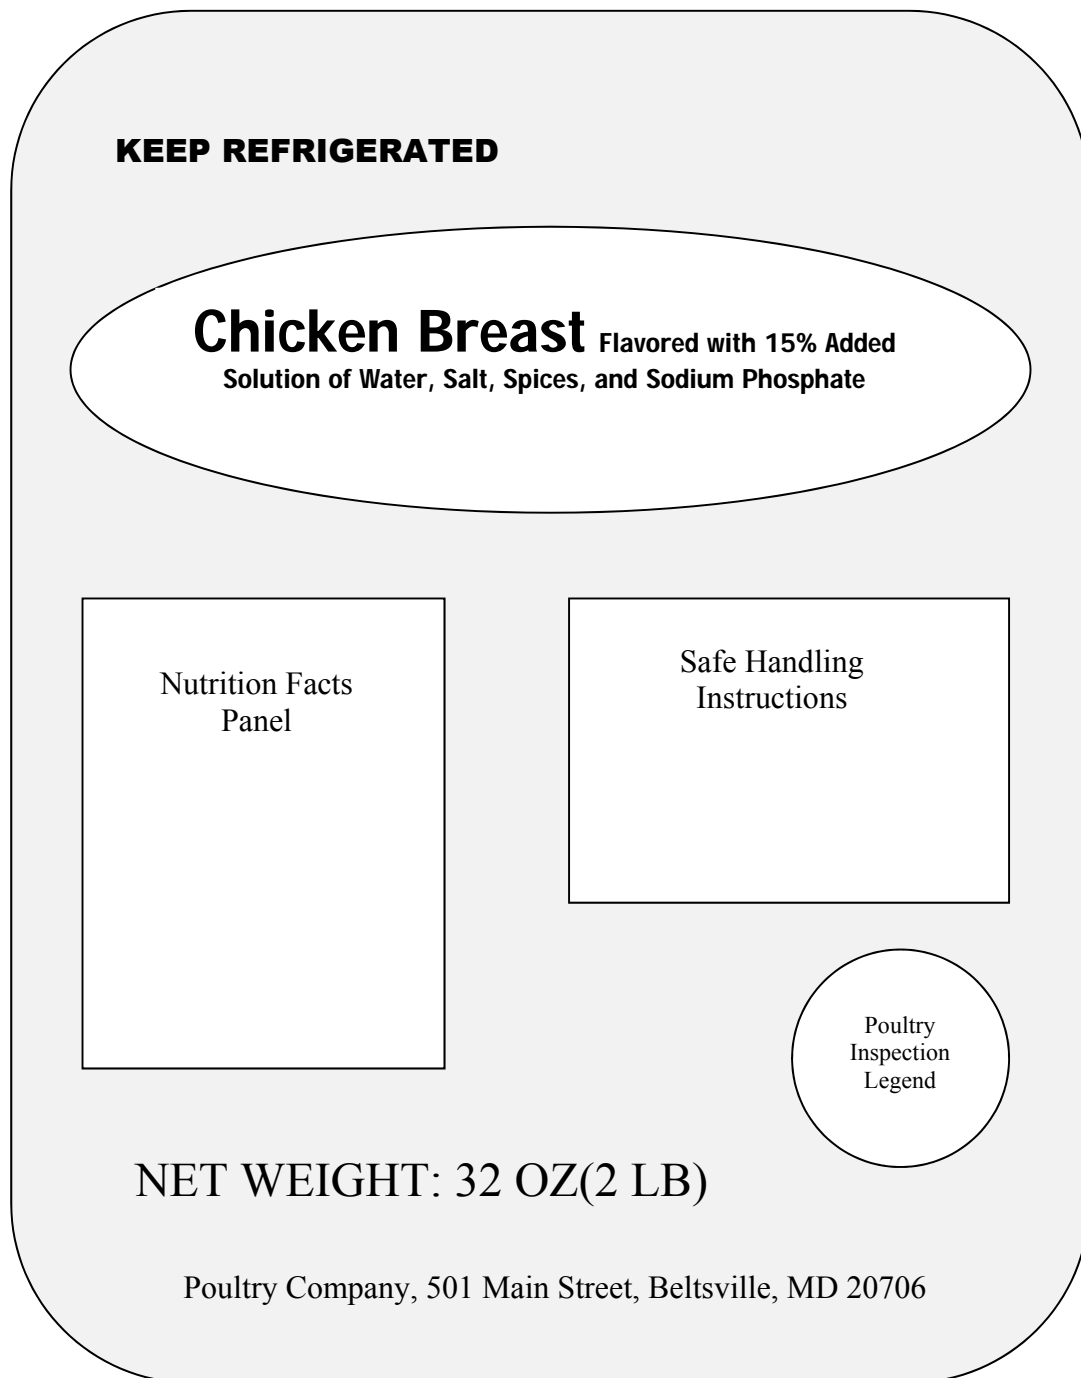 KEEP REFRIGERATED
Chicken Breast Flavored with 15% Added
Solution of Water, Salt, Spices, and Sodium Phosphate
Nutrition Facts
Panel
Safe Handling
Instructions
Poultry
Inspection
Legend
NET WEIGHT: 32 OZ(2 LB)
Poultry Company, 501 Main Street, Beltsville, MD 20706